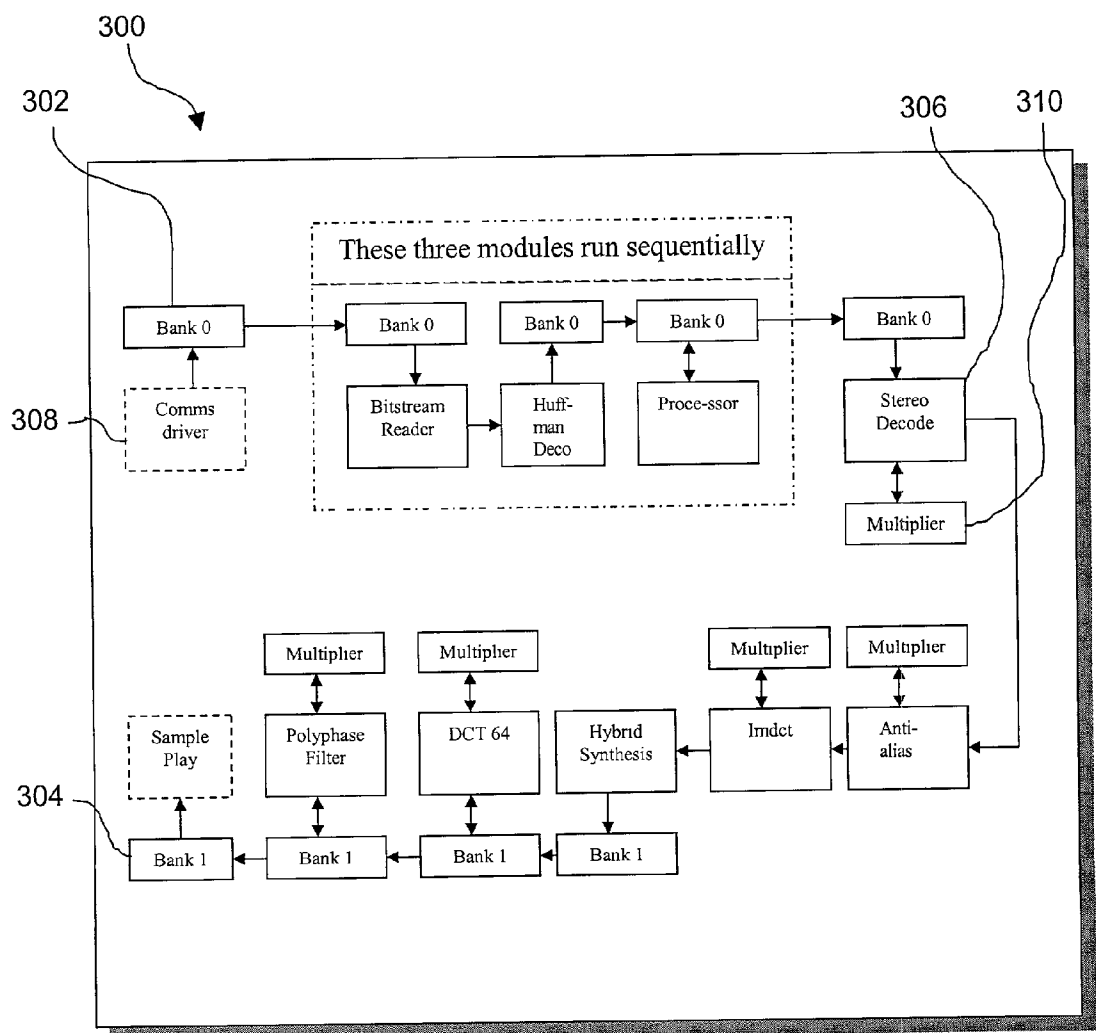 300
302
306
310
These three modules run sequentially
Bank 0
Bank 0
Bank 0
Bank 0
Bank 0
308
Comms
driver
Bitstream
Reader
Huff-
man
Deco
Proce-ssor
Stereo
Decode
Multiplier
Multiplier
Multiplier
Multiplier
Multiplier
Sample
Play
Polyphase
Filter
DCT 64
Hybrid
Synthesis
Imdct
Anti-
alias
304
Bank 1
Bank 1
Bank 1
Bank 1